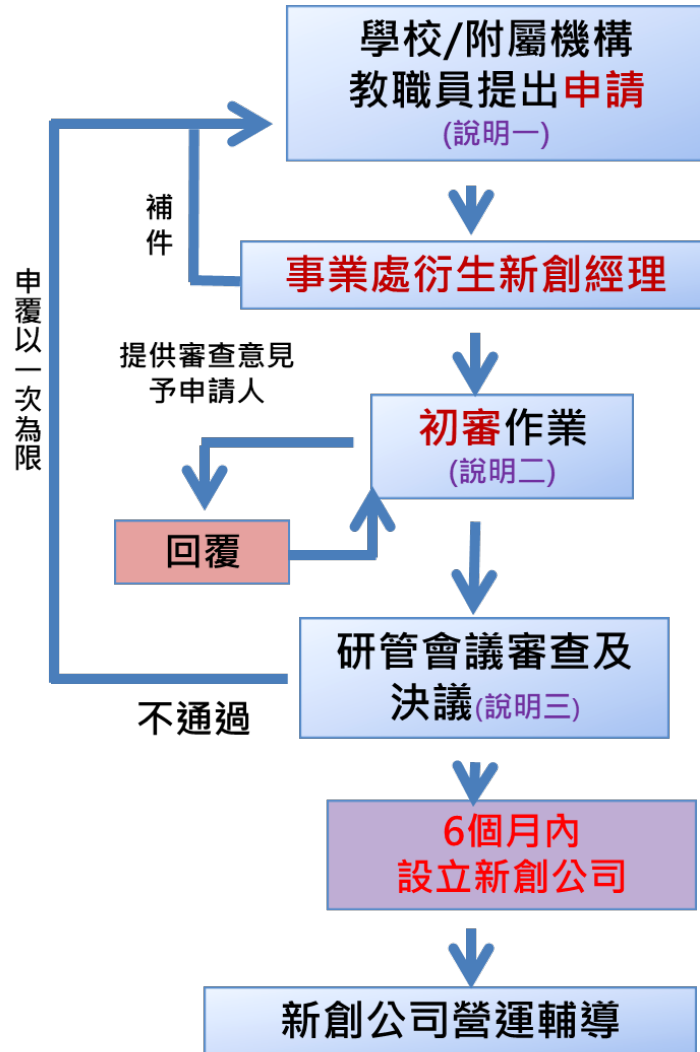 學校/附屬機構
教職員提出申請
(說明一)
補
件
事業處衍生新創經理
申覆以一次為限
提供審查意見
予申請人
初審作業
(說明二)
回覆
研管會議審查及
決議(說明三)
不通過
6個月內
設立新創公司
新創公司營運輔導